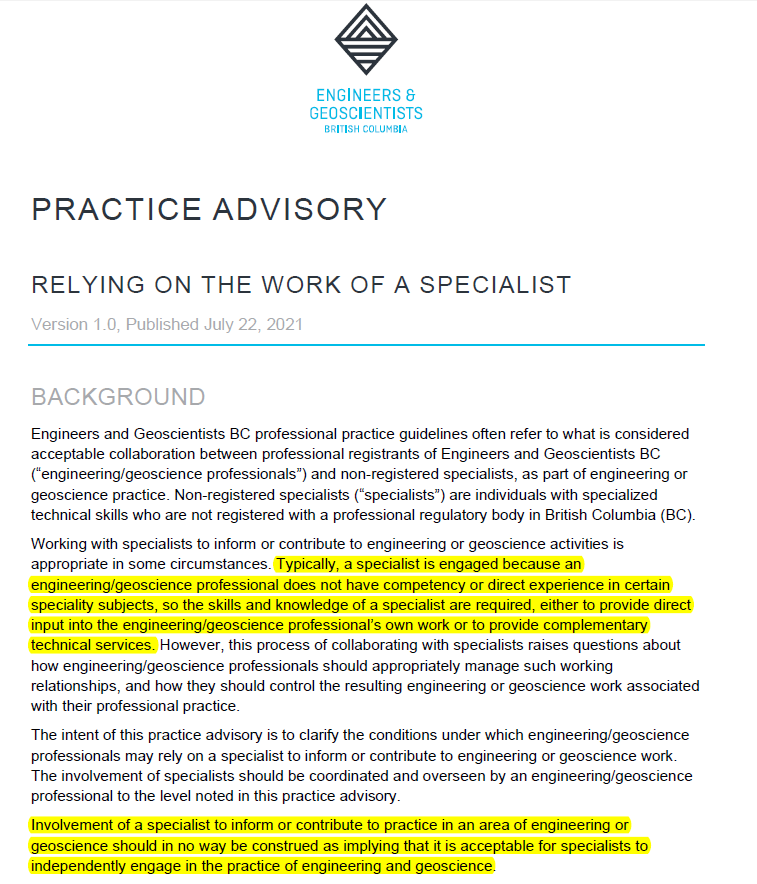 ENGINEERS &
GEOSCIENTISTS
BRITISH COLUMBIA
PRACTICE ADVISORY
RELYING ON THE WORK OF A SPECIALIST
Version 1.0, Published July 22, 2021
BACKGROUND
Engineers and Geoscientists BC professional practice guidelines often refer to what is considered
acceptable collaboration between professional registrants of Engineers and Geoscientists BC
(“engineering/geoscience professionals”) and non-registered specialists, as part of engineering or
geoscience practice. Non-registered specialists (“specialists”) are individuals with specialized
technical skills who are not registered with a professional regulatory body in British Columbia (BC).
Working with specialists to inform or contribute to engineering or geoscience activities is
appropriate in some circumstances. Typically, a specialist is engaged because an
engineering/geoscience professional does not have competency or direct experience in certain
speciality subjects, so the skills and knowledge of a specialist are required, either to provide direct
input into the engineering/geoscience professional’s own work or to provide complementary
technical services. However, this process of collaborating with specialists raises questions about
how engineering/geoscience professionals should appropriately manage such working
relationships, and how they should control the resulting engineering or geoscience work associated
with their professional practice.
The intent of this practice advisory is to clarify the conditions under which engineering/geoscience
professionals may rely on a specialist to inform or contribute to engineering or geoscience work.
The involvement of specialists should be coordinated and overseen by an engineering/geoscience
professional to the level noted in this practice advisory.
Involvement of a specialist to inform or contribute to practice in an area of engineering or
geoscience should in no way be construed as implying that it is acceptable for specialists to
independently engage in the practice of engineering and geoscience.